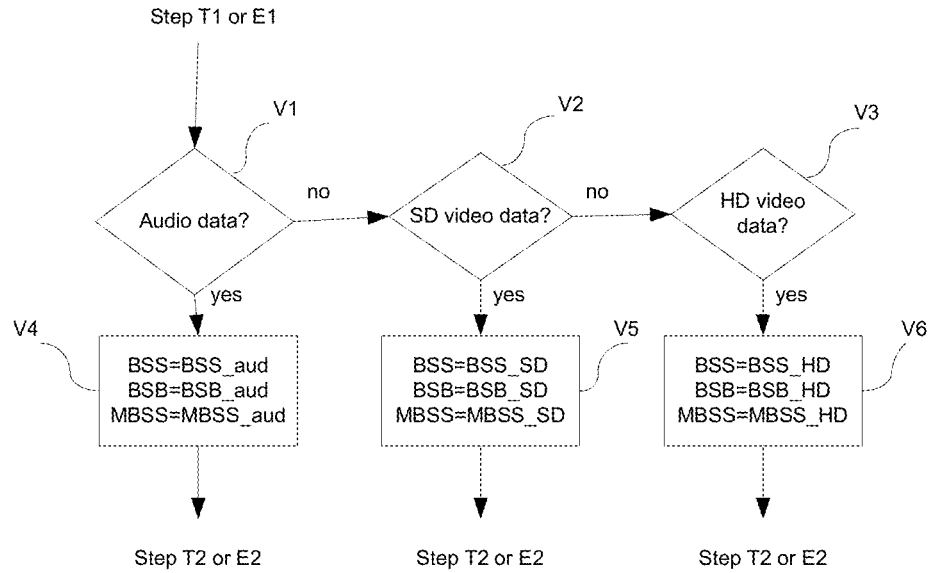 Step T1 or E1
V1
V2
V3
Audio data?
no
SD video data?
no
HD video
data?
yes
yes
yes
V4
V5
V6
BSS=BSS_aud
BSB=BSB_aud
MBSS=MBSS_aud
BSS=BSS_SD
BSB=BSB_SD
MBSS=MBSS_SD
BSS=BSS_HD
BSB=BSB_HD
MBSS=MBSS_HD
Step T2 or E2
Step T2 or E2
Step T2 or E2